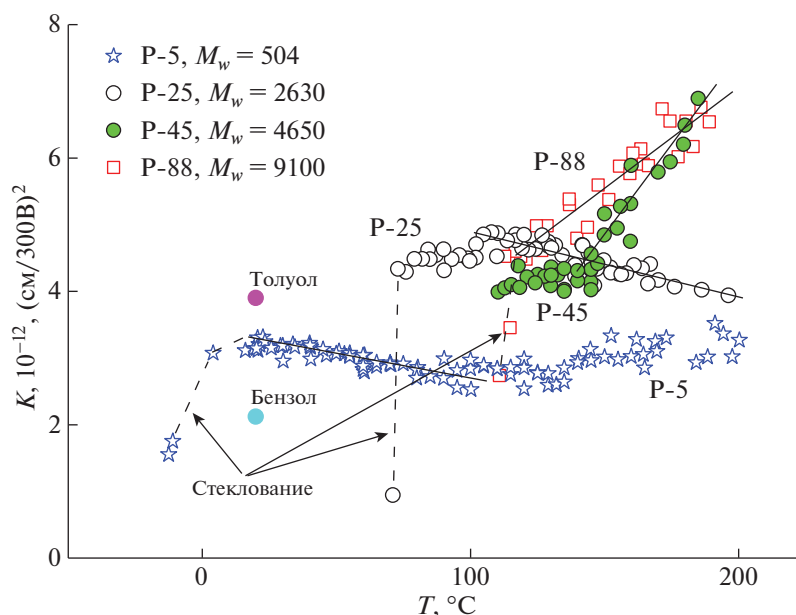 8
6
4
2
0
K, 10⁻¹², (см/300В)²
P-5, M_w = 504
P-25, M_w = 2630
P-45, M_w = 4650
P-88, M_w = 9100
P-88
P-25
Толуол
P-45
P-5
Бензол
Стеклование
0
100
200
T, °C